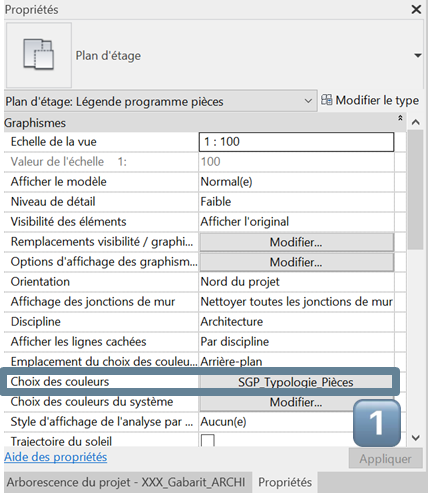 Propriétés
Plan d'étage
Plan d'étage: Légende programme pièces Modifier le type
Graphismes
Echelle de la vue 1 : 100
Valeur de l'échelle 1: 100
Afficher le modèle Normal(e)
Niveau de détail Faible
Visibilité des éléments Afficher l'original
Remplacements visibilité / graphi... Modifier...
Options d'affichage des graphism... Modifier...
Orientation Nord du projet
Affichage des jonctions de mur Nettoyer toutes les jonctions de mur
Discipline Architecture
Afficher les lignes cachées Par discipline
Emplacement du choix des couleu... Arrière-plan
Choix des couleurs SGP_Typologie_Pièces
Choix des couleurs du système Modifier...
Style d'affichage de l'analyse par ... Aucun(e)
Trajectoire du soleil
1
Aide des propriétés Appliquer
Arborescence du projet - XXX_Gabarit_ARCHI Propriétés